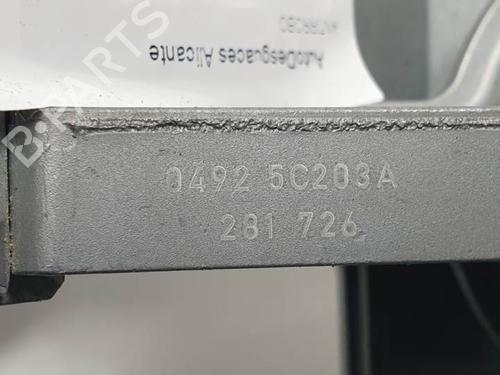 AutoDesguaces Alicante
B-PARTS
0492 5C203A
281 726